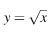 y = √x